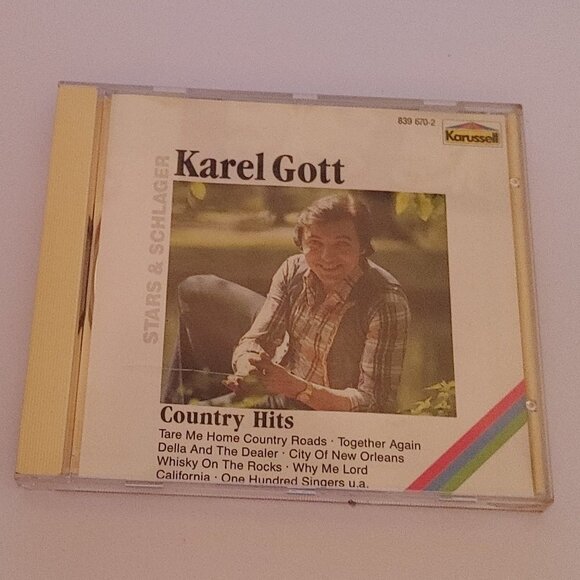 839 670-2
Karussell
STARS & SCHLAGER
Karel Gott
Country Hits
Tare Me Home Country Roads · Together Again
Della And The Dealer · City Of New Orleans
Whisky On The Rocks · Why Me Lord
California · One Hundred Singers u.a.